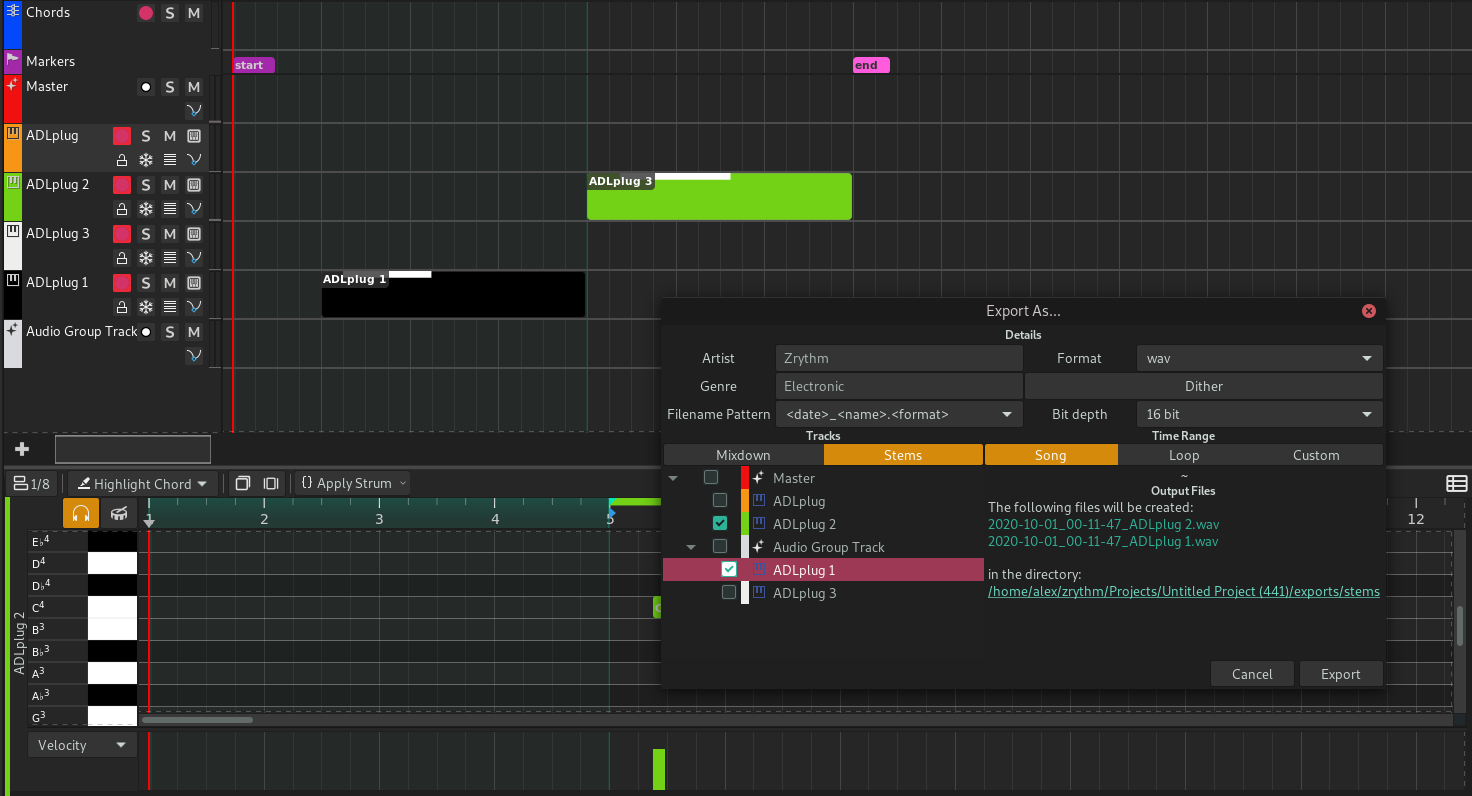 Chords S M
Markers
start
end
Master S M
ADLplug S M
ADLplug 2 S M
ADLplug 3
ADLplug 3 S M
ADLplug 1
ADLplug 1 S M
Audio Group Track S M
Export As...
Details
Artist Zrythm Format wav
Genre Electronic Dither
Filename Pattern <date>_<name>.<format> Bit depth 16 bit
Tracks Time Range
Mixdown Stems Song Loop Custom
Master
ADLplug
ADLplug 2
Audio Group Track
ADLplug 1
ADLplug 3
~
Output Files
The following files will be created:
2020-10-01_00-11-47_ADLplug 2.wav
2020-10-01_00-11-47_ADLplug 1.wav
in the directory:
/home/alex/zrythm/Projects/Untitled Project (441)/exports/stems
Cancel Export
1/8 Highlight Chord {} Apply Strum
1 2 3 4 5 12
ADLplug 2
E♭4
D4
D♭4
C4
B3
B♭3
A3
A♭3
G3
Velocity